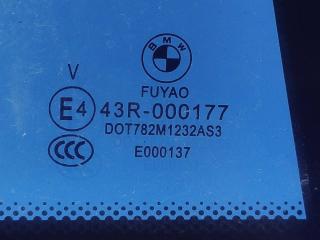 BMW
FUYAO
V
E4 43R-000177
DOT782M1232AS3
CCC E000137